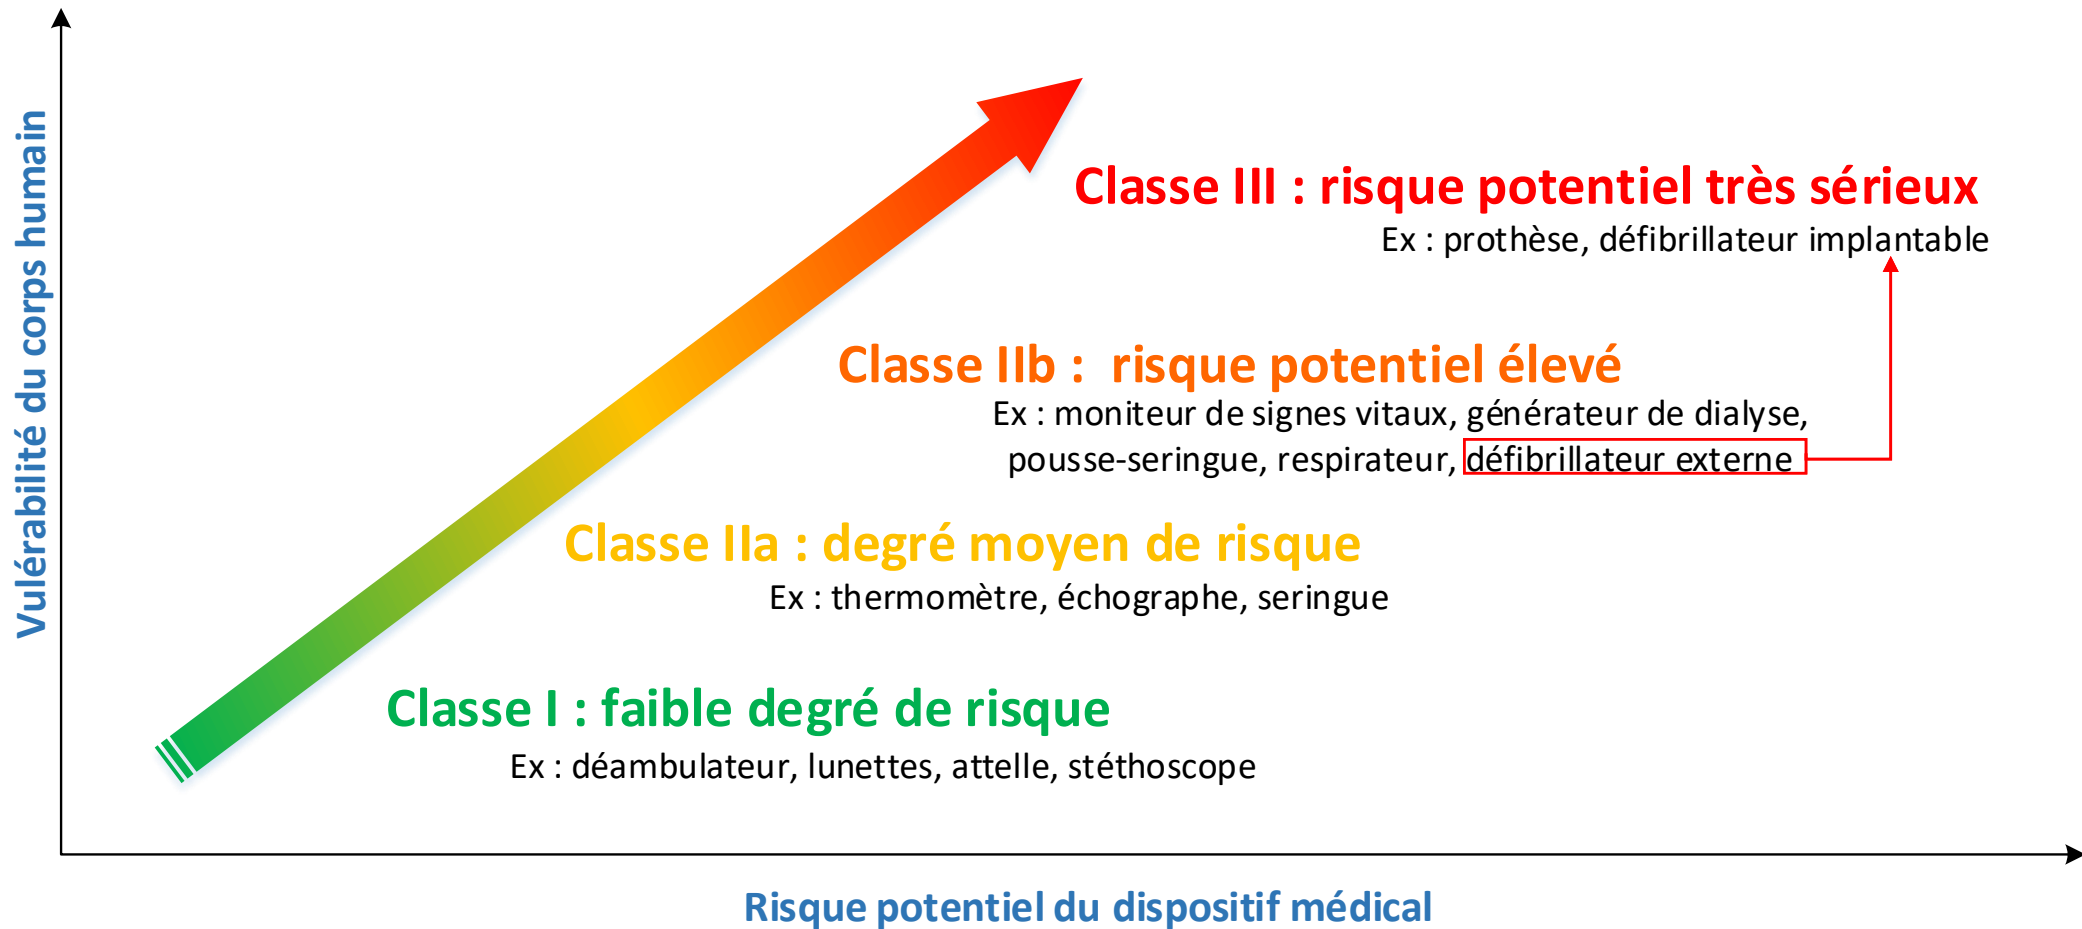 Vulérabilité du corps humain
Classe III : risque potentiel très sérieux
Ex : prothèse, défibrillateur implantable
Classe IIb :  risque potentiel élevé
Ex : moniteur de signes vitaux, générateur de dialyse,
pousse-seringue, respirateur, défibrillateur externe
Classe IIa : degré moyen de risque
Ex : thermomètre, échographe, seringue
Classe I : faible degré de risque
Ex : déambulateur, lunettes, attelle, stéthoscope
Risque potentiel du dispositif médical